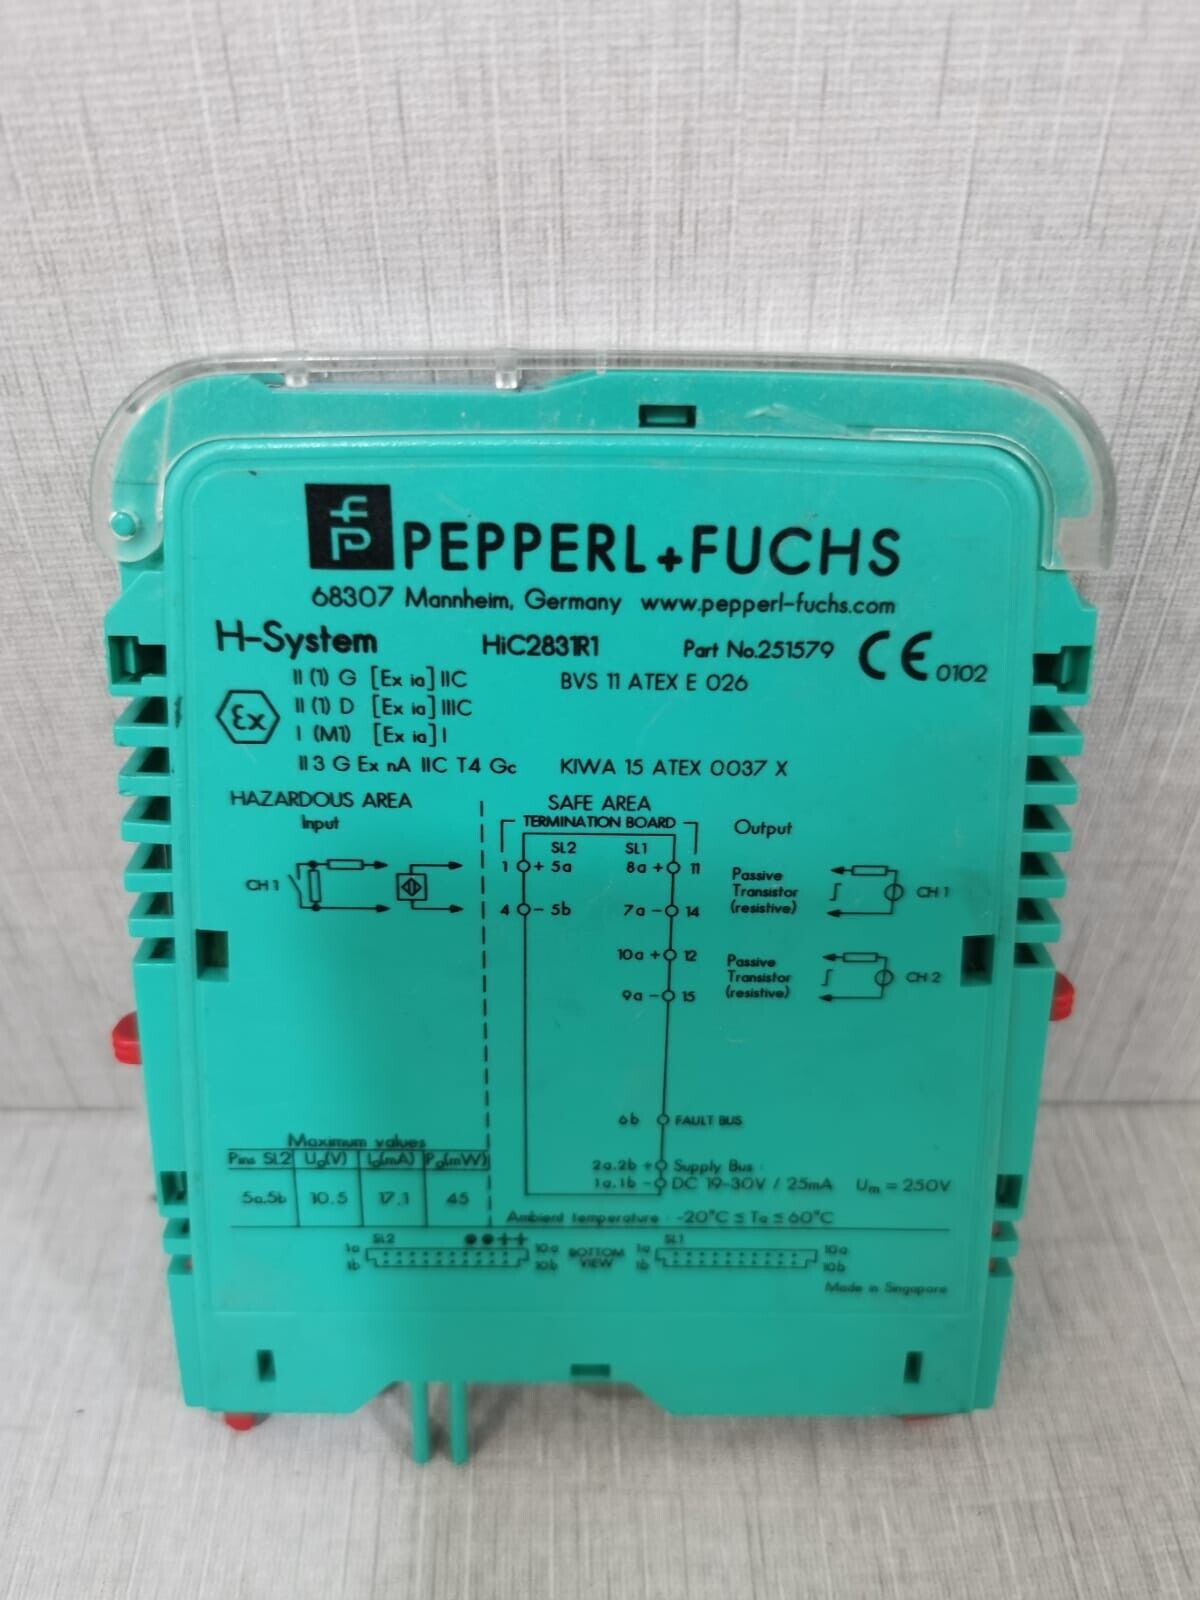 PEPPERL+FUCHS
68307 Mannheim, Germany www.pepperl-fuchs.com
H-System HiC2831R1 Part No.251579 CE 0102
II (1) G [Ex ia] IIC BVS 11 ATEX E 026
Ex II (1) D [Ex ia] IIIC
I (M1) [Ex ia] I
II 3 G Ex nA IIC T4 Gc KIWA 15 ATEX 0037 X
HAZARDOUS AREA SAFE AREA
Input TERMINATION BOARD Output
SL2 SL1
1 + 5a 8a + 11
CH 1
Passive
Transistor
(resistive)
CH 1
4 - 5b 7a - 14
10a + 12
Passive
Transistor
(resistive)
CH 2
9a - 15
6b FAULT BUS
Maximum values
Pins SL2 Uo(V) Io(mA) Po(mW)
5a.5b 10.5 17.1 45
2a.2b + Supply Bus :
1a.1b - DC 19-30V / 25mA Um = 250V
Ambient temperature : -20°C ≤ Ta ≤ 60°C
SL2 SL1
1a 10a BOTTOM 1a 10a
1b 10b VIEW 1b 10b
Made in Singapore